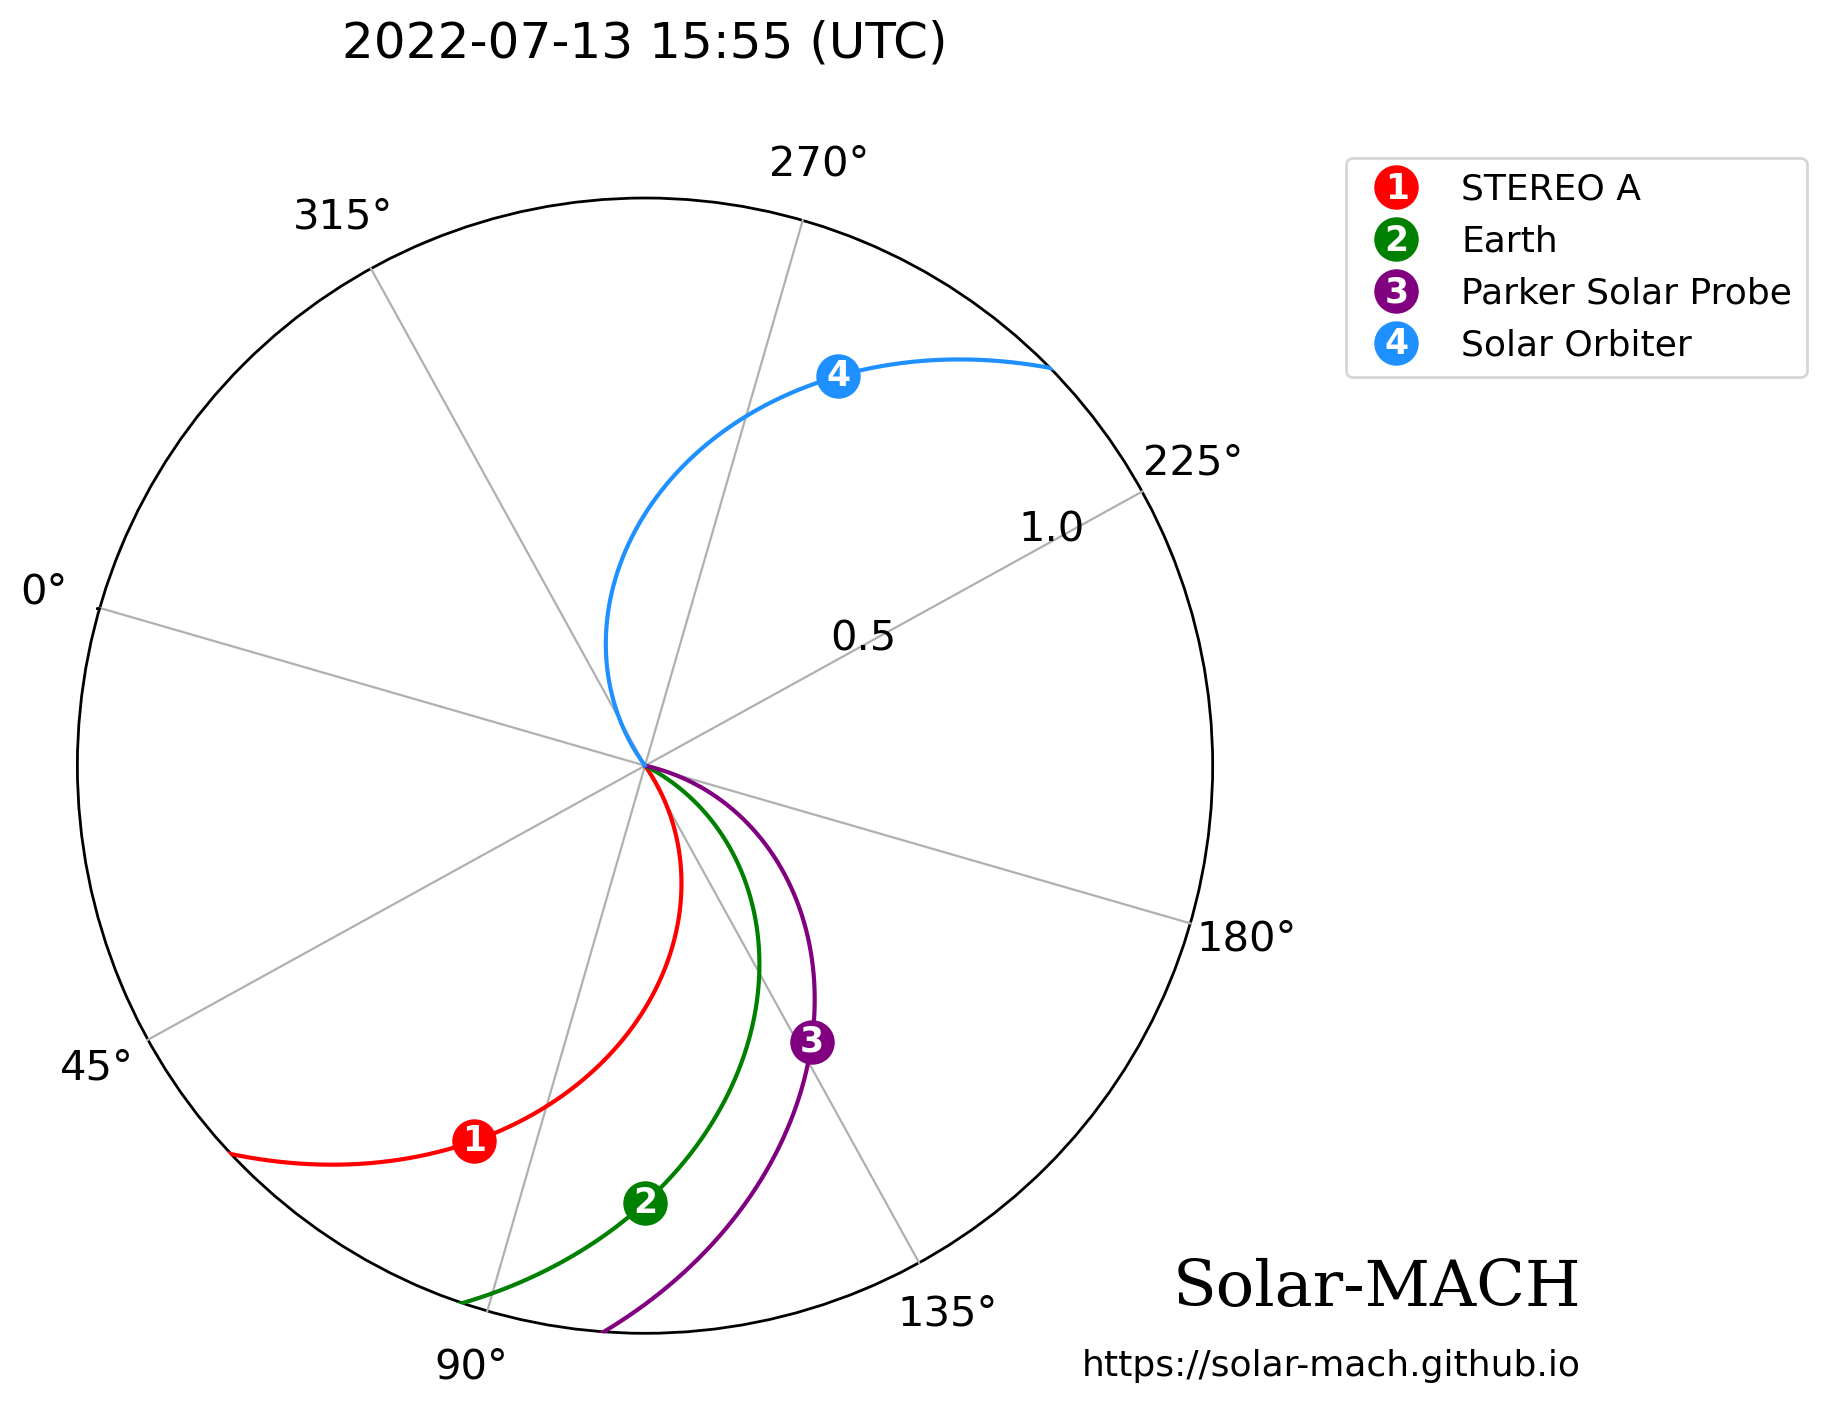 2022-07-13 15:55 (UTC)
270°
315°
1 STEREO A
2 Earth
3 Parker Solar Probe
4 Solar Orbiter
4
225°
1.0
0°
0.5
180°
3
45°
1
2
Solar-MACH
135°
90°
https://solar-mach.github.io